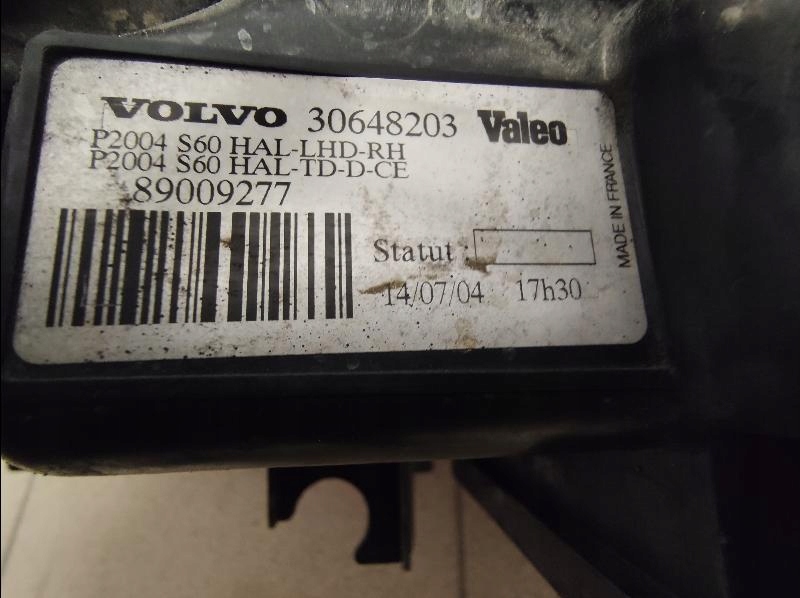 VOLVO 30648203 Valeo
P2004 S60 HAL-LHD-RH
P2004 S60 HAL-TD-D-CE
89009277
Statut :
14/07/04 17h30
MADE IN FRANCE